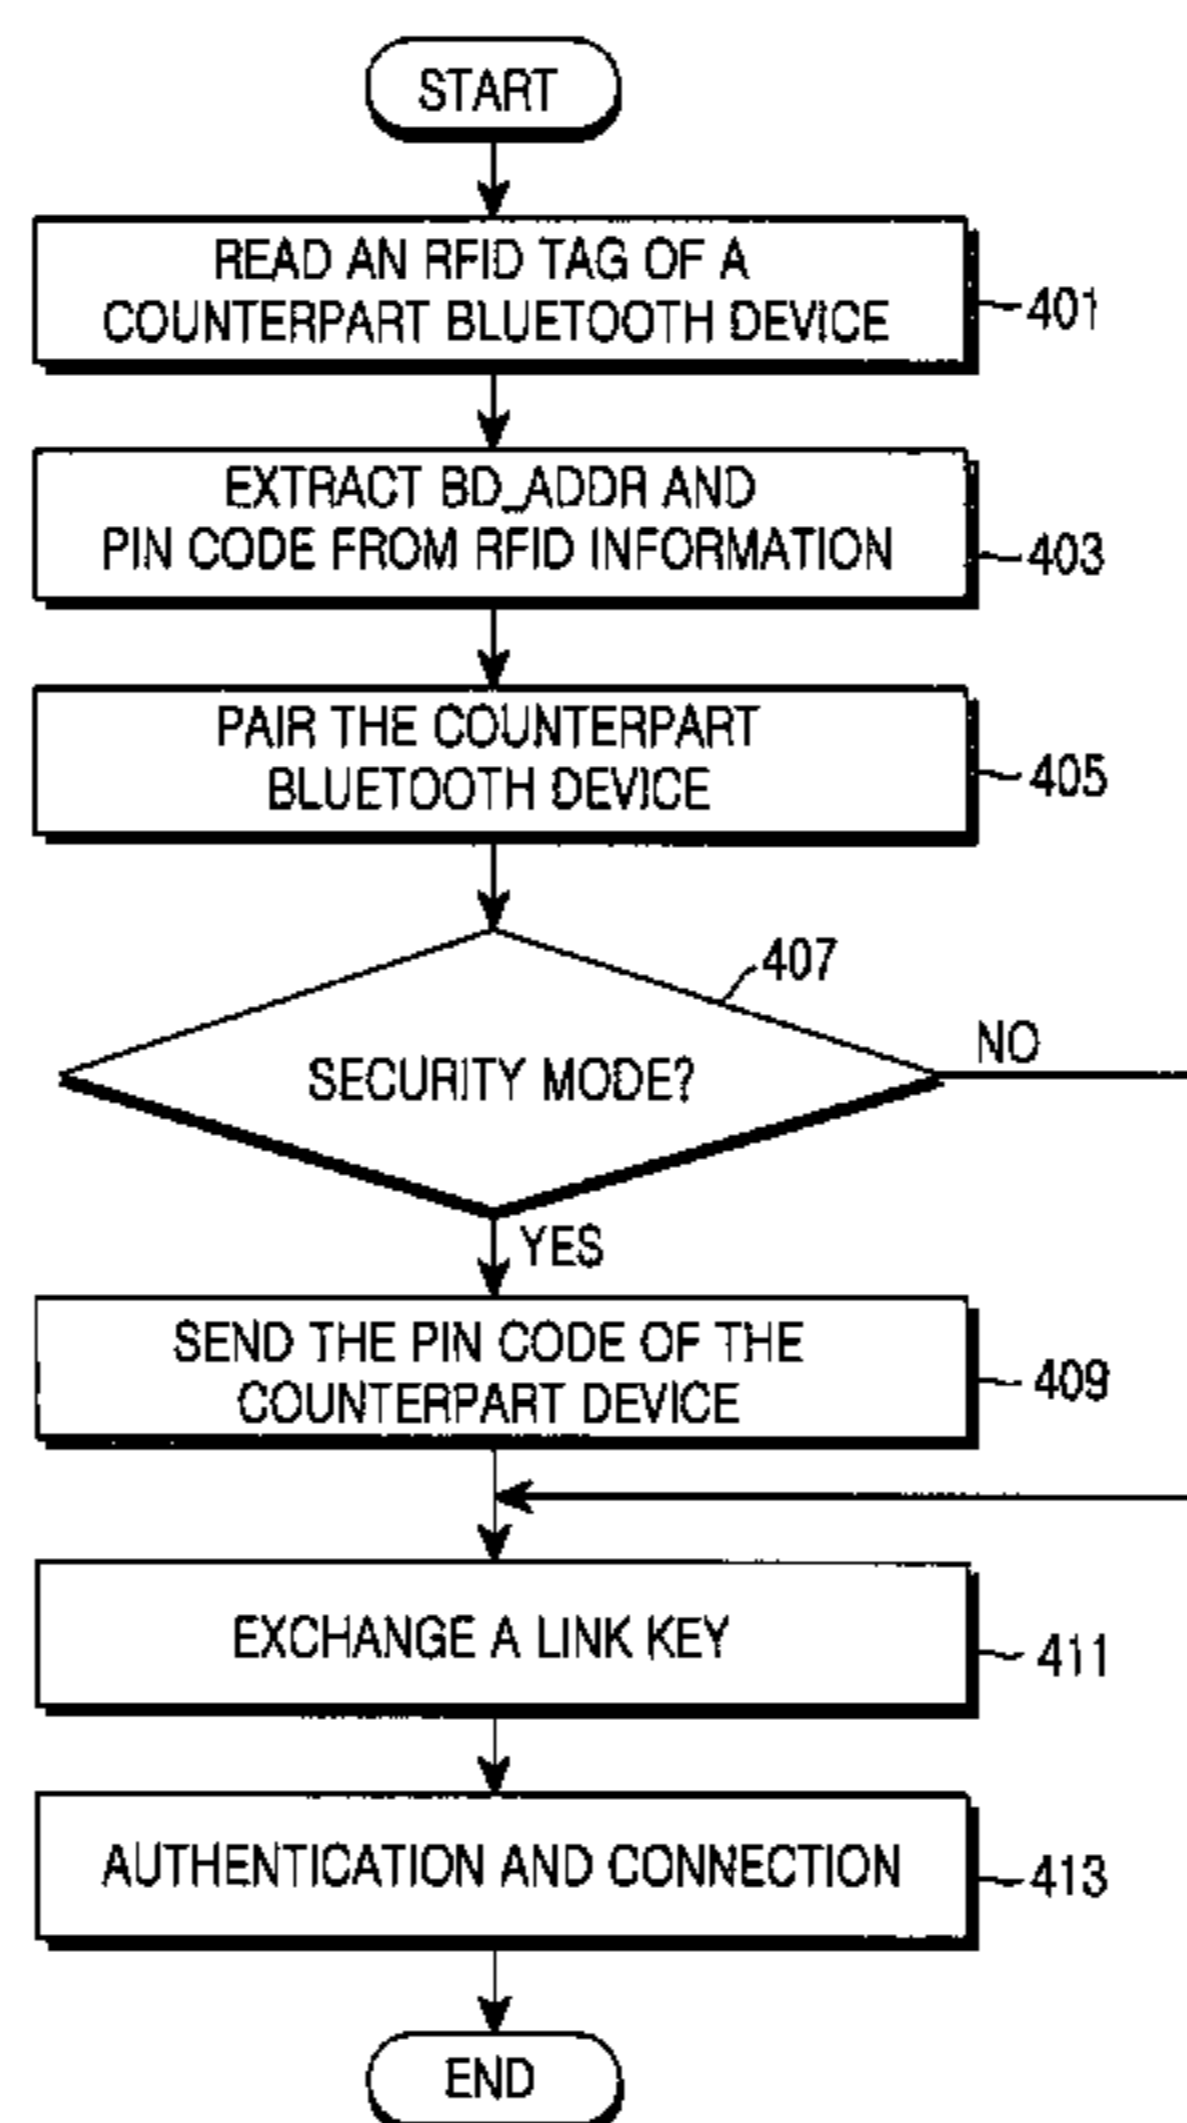 START
READ AN RFID TAG OF A
COUNTERPART BLUETOOTH DEVICE
401
EXTRACT BD_ADDR AND
PIN CODE FROM RFID INFORMATION
403
PAIR THE COUNTERPART
BLUETOOTH DEVICE
405
407
SECURITY MODE?
NO
YES
SEND THE PIN CODE OF THE
COUNTERPART DEVICE
409
EXCHANGE A LINK KEY
411
AUTHENTICATION AND CONNECTION
413
END